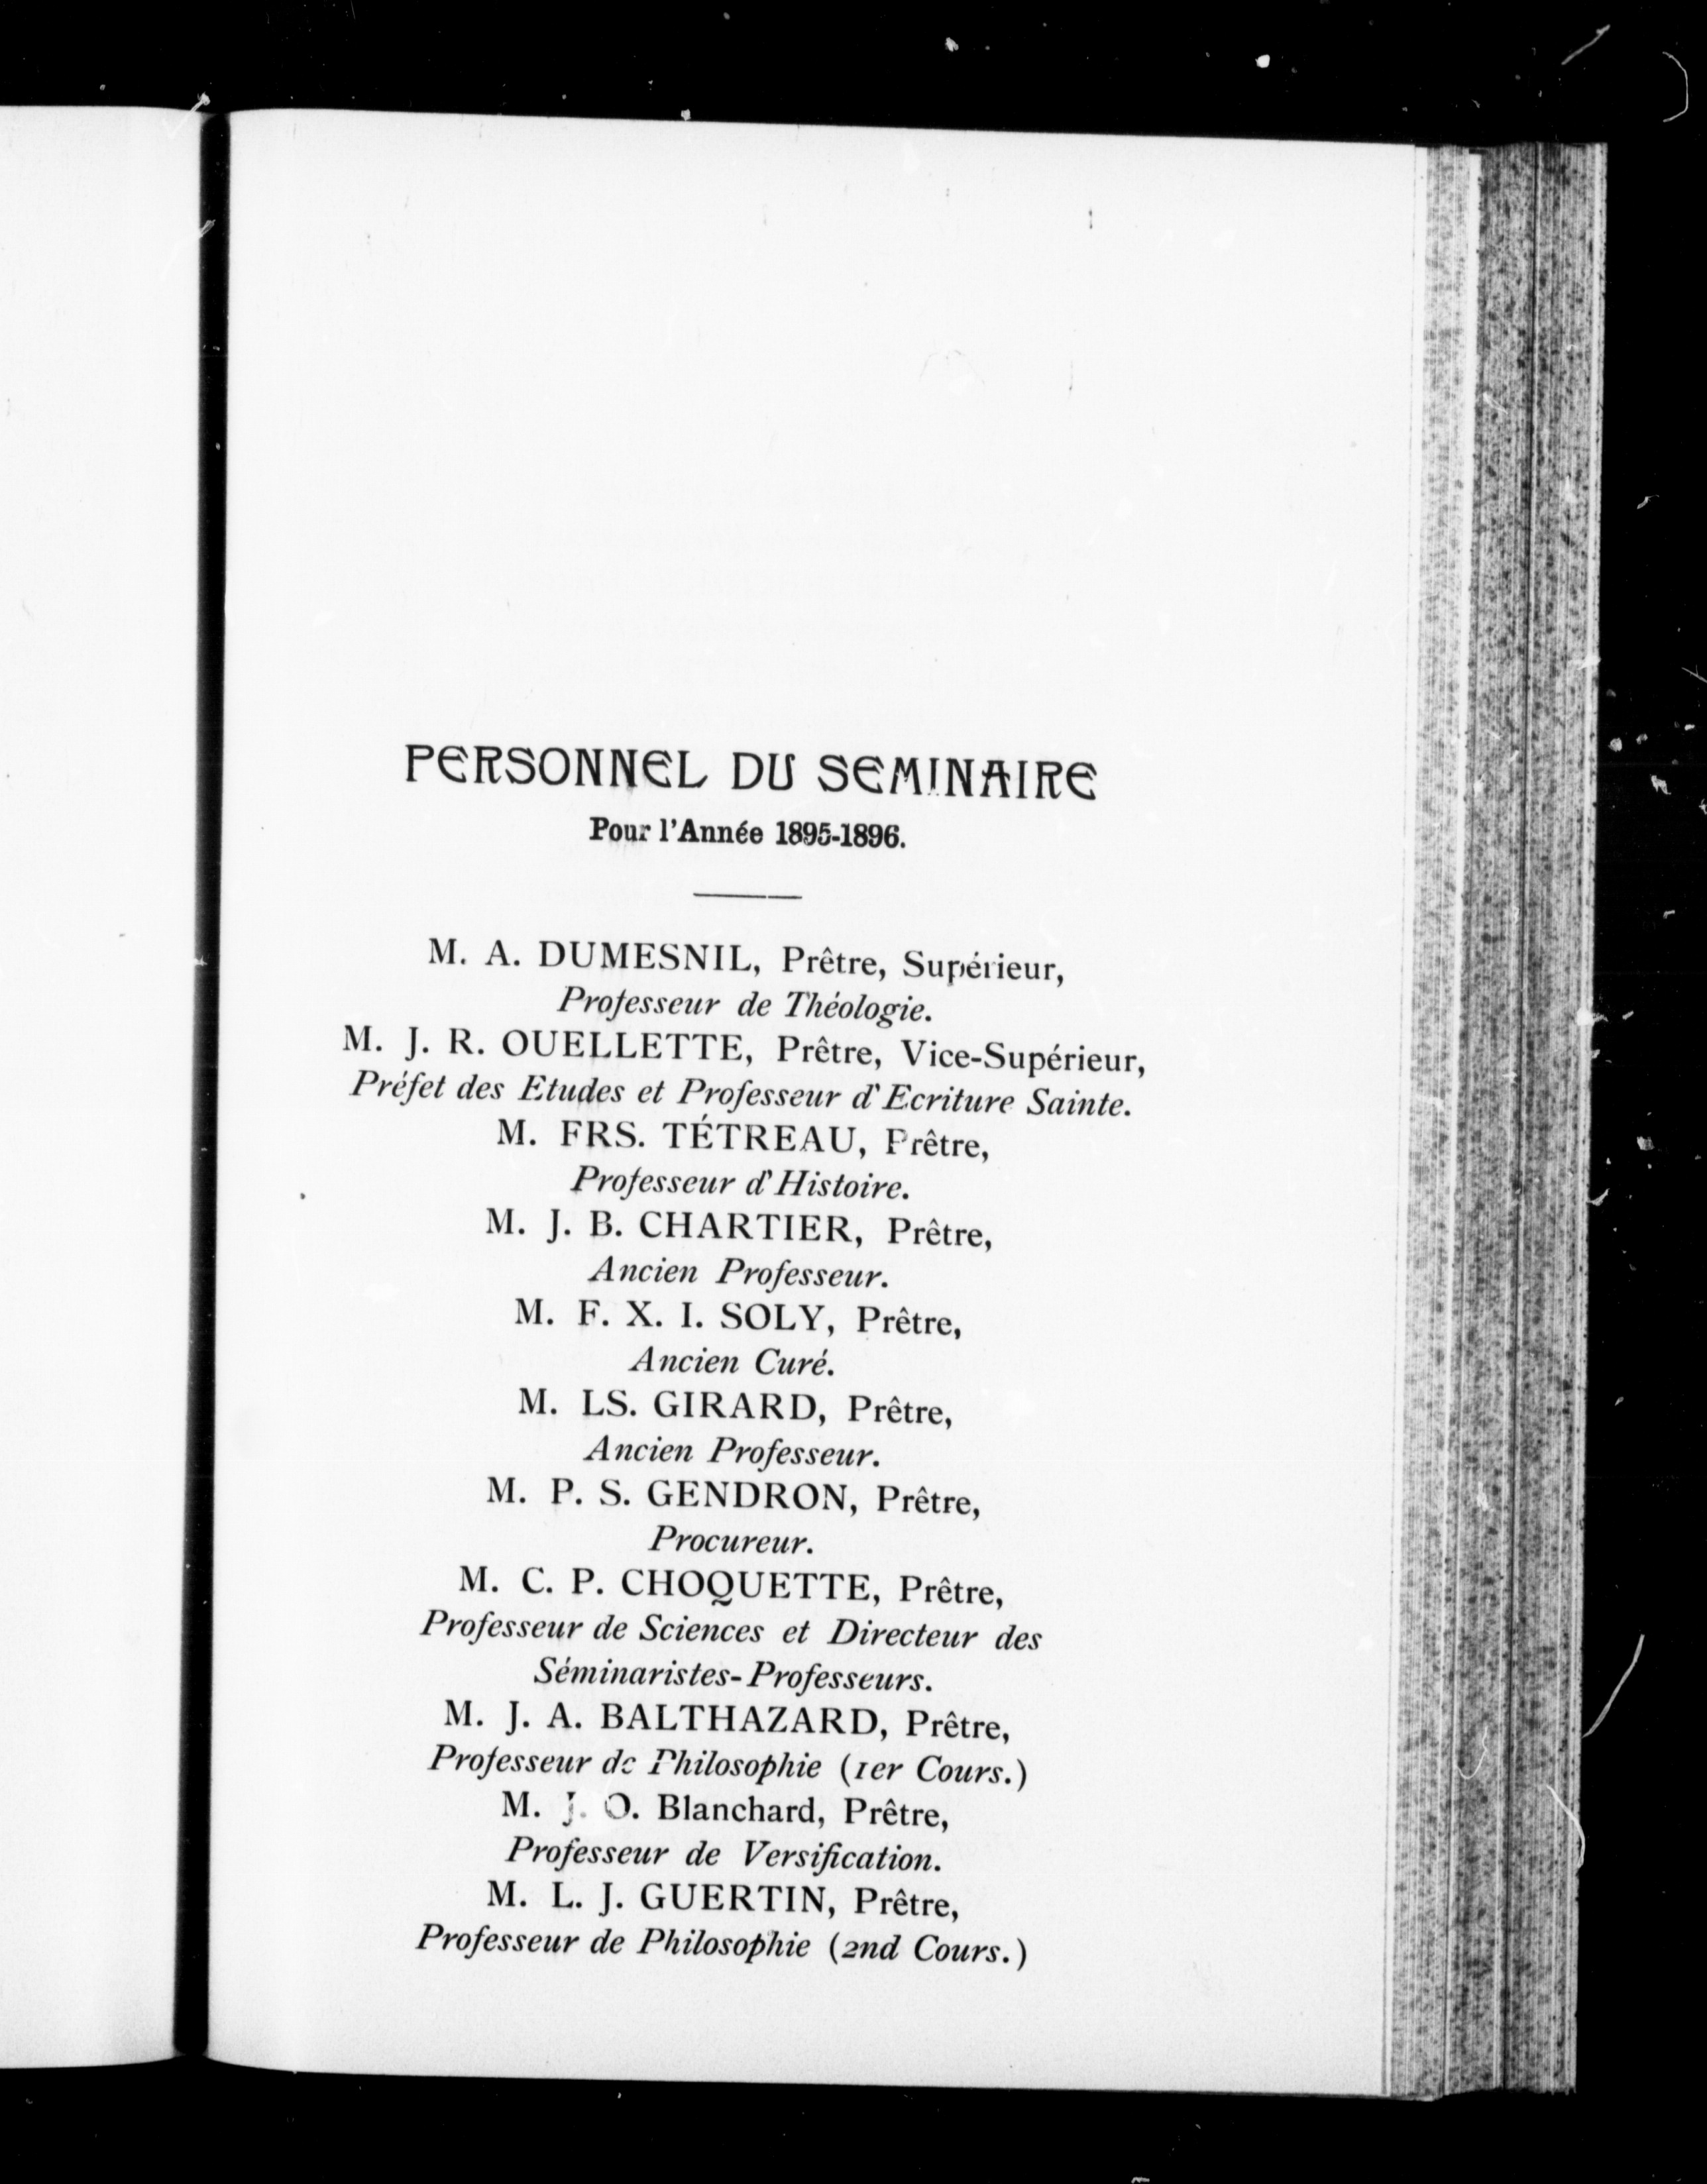 PERSONNEL DU SEMINAIRE
Pour l'Année 1895-1896.
M. A. DUMESNIL, Prêtre, Supérieur,
Professeur de Théologie.
M. J. R. OUELLETTE, Prêtre, Vice-Supérieur,
Préfet des Etudes et Professeur d'Ecriture Sainte.
M. FRS. TÉTREAU, Prêtre,
Professeur d'Histoire.
M. J. B. CHARTIER, Prêtre,
Ancien Professeur.
M. F. X. I. SOLY, Prêtre,
Ancien Curé.
M. LS. GIRARD, Prêtre,
Ancien Professeur.
M. P. S. GENDRON, Prêtre,
Procureur.
M. C. P. CHOQUETTE, Prêtre,
Professeur de Sciences et Directeur des
Séminaristes-Professeurs.
M. J. A. BALTHAZARD, Prêtre,
Professeur de Philosophie (1er Cours.)
M. J. O. Blanchard, Prêtre,
Professeur de Versification.
M. L. J. GUERTIN, Prêtre,
Professeur de Philosophie (2nd Cours.)